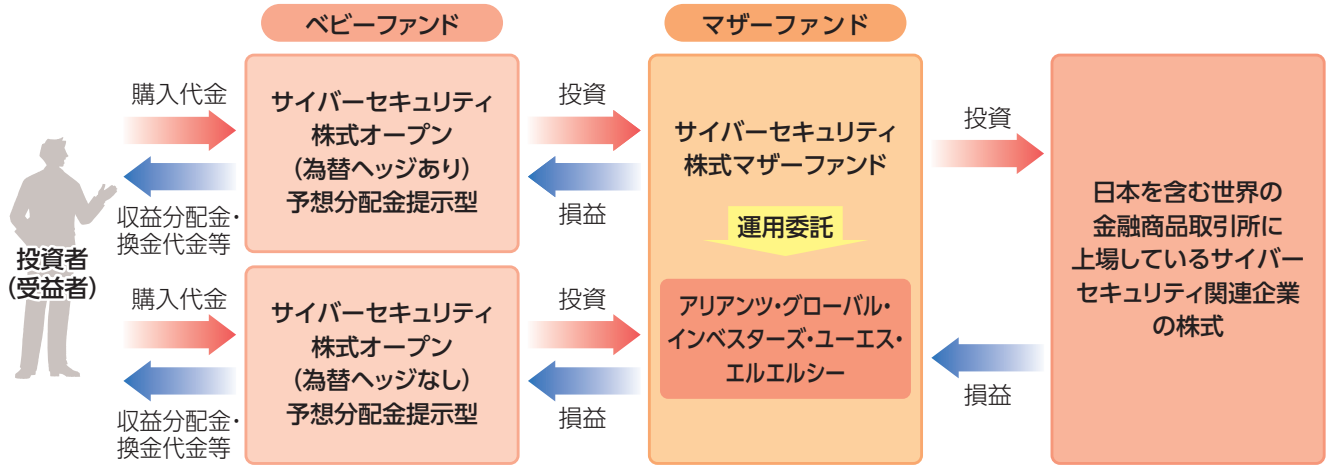 ベビーファンド
マザーファンド
購入代金
収益分配金・
換金代金等
投資者
(受益者)
購入代金
収益分配金・
換金代金等
サイバーセキュリティ
株式オープン
(為替ヘッジあり)
予想分配金提示型
サイバーセキュリティ
株式オープン
(為替ヘッジなし)
予想分配金提示型
投資
損益
投資
損益
サイバーセキュリティ
株式マザーファンド
運用委託
アリアンツ・グローバル・
インベスターズ・ユーエス・
エルエルシー
投資
損益
日本を含む世界の
金融商品取引所に
上場しているサイバー
セキュリティ関連企業
の株式